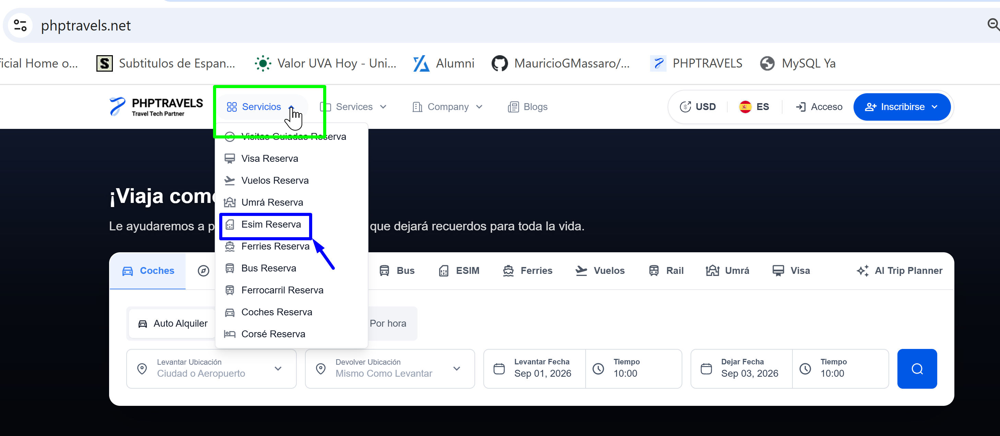 phptravels.net
ficial Home o...
Subtitulos de Espan...
Valor UVA Hoy - Uni...
Alumni
MauricioGMassaro/...
PHPTRAVELS
MySQL Ya
PHPTRAVELS
Travel Tech Partner
Servicios
Services
Company
Blogs
USD
ES
Acceso
Inscribirse
Visitas Guiadas Reserva
Visa Reserva
Vuelos Reserva
Umrá Reserva
Esim Reserva
Ferries Reserva
Bus Reserva
Ferrocarril Reserva
Coches Reserva
Corsé Reserva
¡Viaja com
Le ayudaremos a p
que dejará recuerdos para toda la vida.
Coches
Bus
ESIM
Ferries
Vuelos
Rail
Umrá
Visa
AI Trip Planner
Auto Alquiler
Por hora
Levantar Ubicación
Ciudad o Aeropuerto
Devolver Ubicación
Mismo Como Levantar
Levantar Fecha
Sep 01, 2026
Tiempo
10:00
Dejar Fecha
Sep 03, 2026
Tiempo
10:00